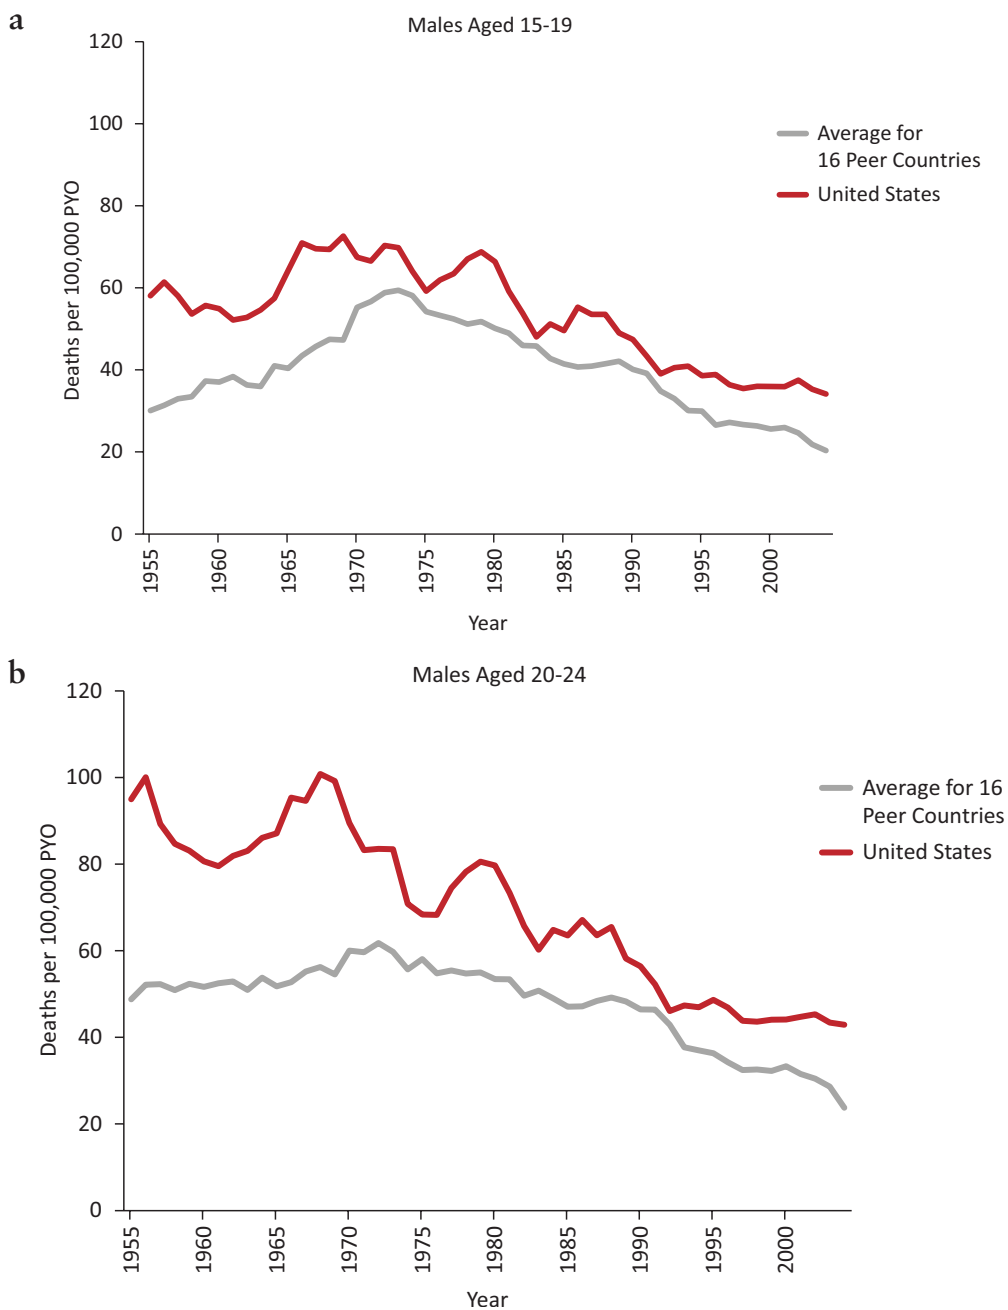 a
Males Aged 15-19
120
100
80
60
40
20
0
Deaths per 100,000 PYO
1955
1960
1965
1970
1975
1980
1985
1990
1995
2000
Year
Average for
16 Peer Countries
United States
b
Males Aged 20-24
120
100
80
60
40
20
0
Deaths per 100,000 PYO
1955
1960
1965
1970
1975
1980
1985
1990
1995
2000
Year
Average for 16
Peer Countries
United States